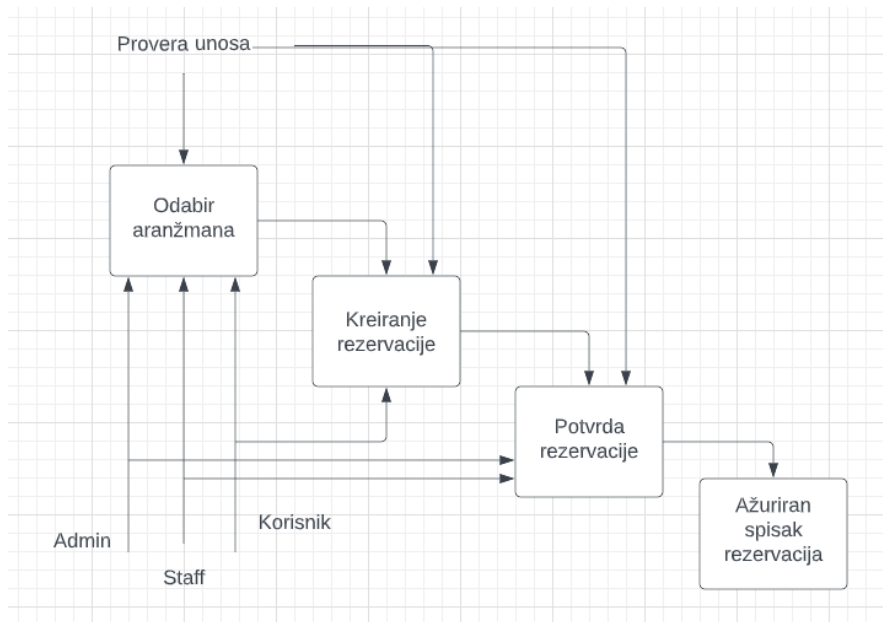 Provera unosa
Odabir
aranžmana
Kreiranje
rezervacije
Potvrda
rezervacije
Ažuriran
spisak
rezervacija
Korisnik
Admin
Staff